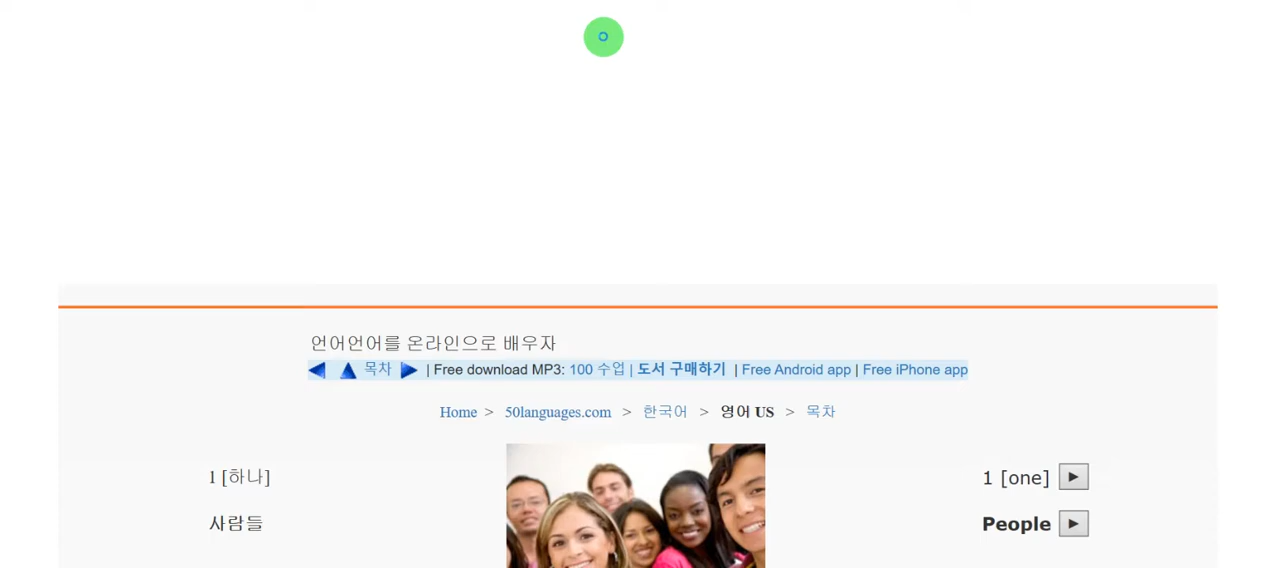 언어언어를 온라인으로 배우자
목차 | Free download MP3: 100 수업 | 도서 구매하기 | Free Android app | Free iPhone app
Home > 50languages.com > 한국어 > 영어 US > 목차
1 [하나] 1 [one]
사람들 People